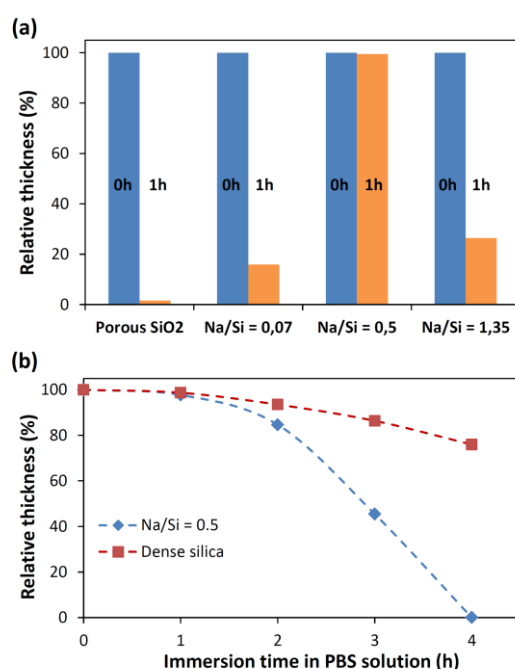 (a)
Relative thickness (%)
100
80
60
40
20
0
0h 1h 0h 1h 0h 1h 0h 1h
Porous SiO2 Na/Si = 0,07 Na/Si = 0,5 Na/Si = 1,35
(b)
Relative thickness (%)
100
80
60
40
20
0
Na/Si = 0.5
Dense silica
0 1 2 3 4
Immersion time in PBS solution (h)